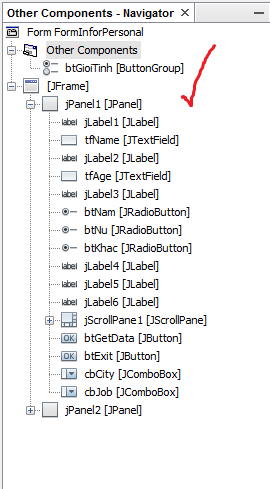 Other Components - Navigator
Form FormInforPersonal
Other Components
btGioiTinh [ButtonGroup]
[JFrame]
jPanel1 [JPanel]
label jLabel1 [JLabel]
tfName [JTextField]
label jLabel2 [JLabel]
tfAge [JTextField]
label jLabel3 [JLabel]
btNam [JRadioButton]
btNu [JRadioButton]
btKhac [JRadioButton]
label jLabel4 [JLabel]
label jLabel5 [JLabel]
label jLabel6 [JLabel]
jScrollPane1 [JScrollPane]
OK btGetData [JButton]
OK btExit [JButton]
cbCity [JComboBox]
cbJob [JComboBox]
jPanel2 [JPanel]